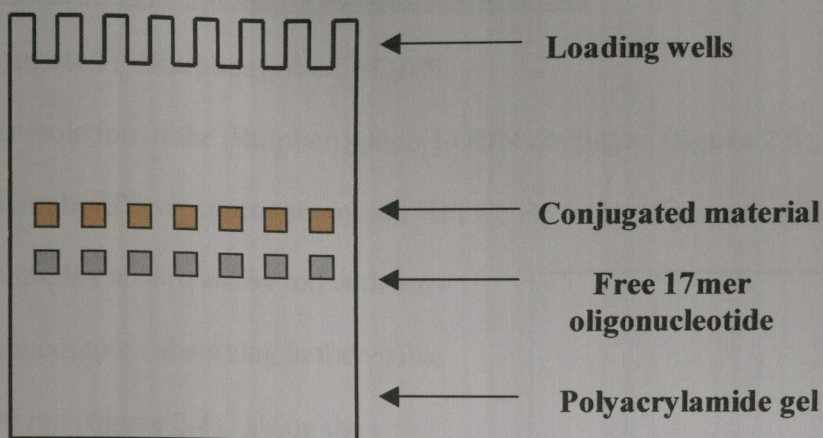 Loading wells
Conjugated material
Free 17mer
oligonucleotide
Polyacrylamide gel